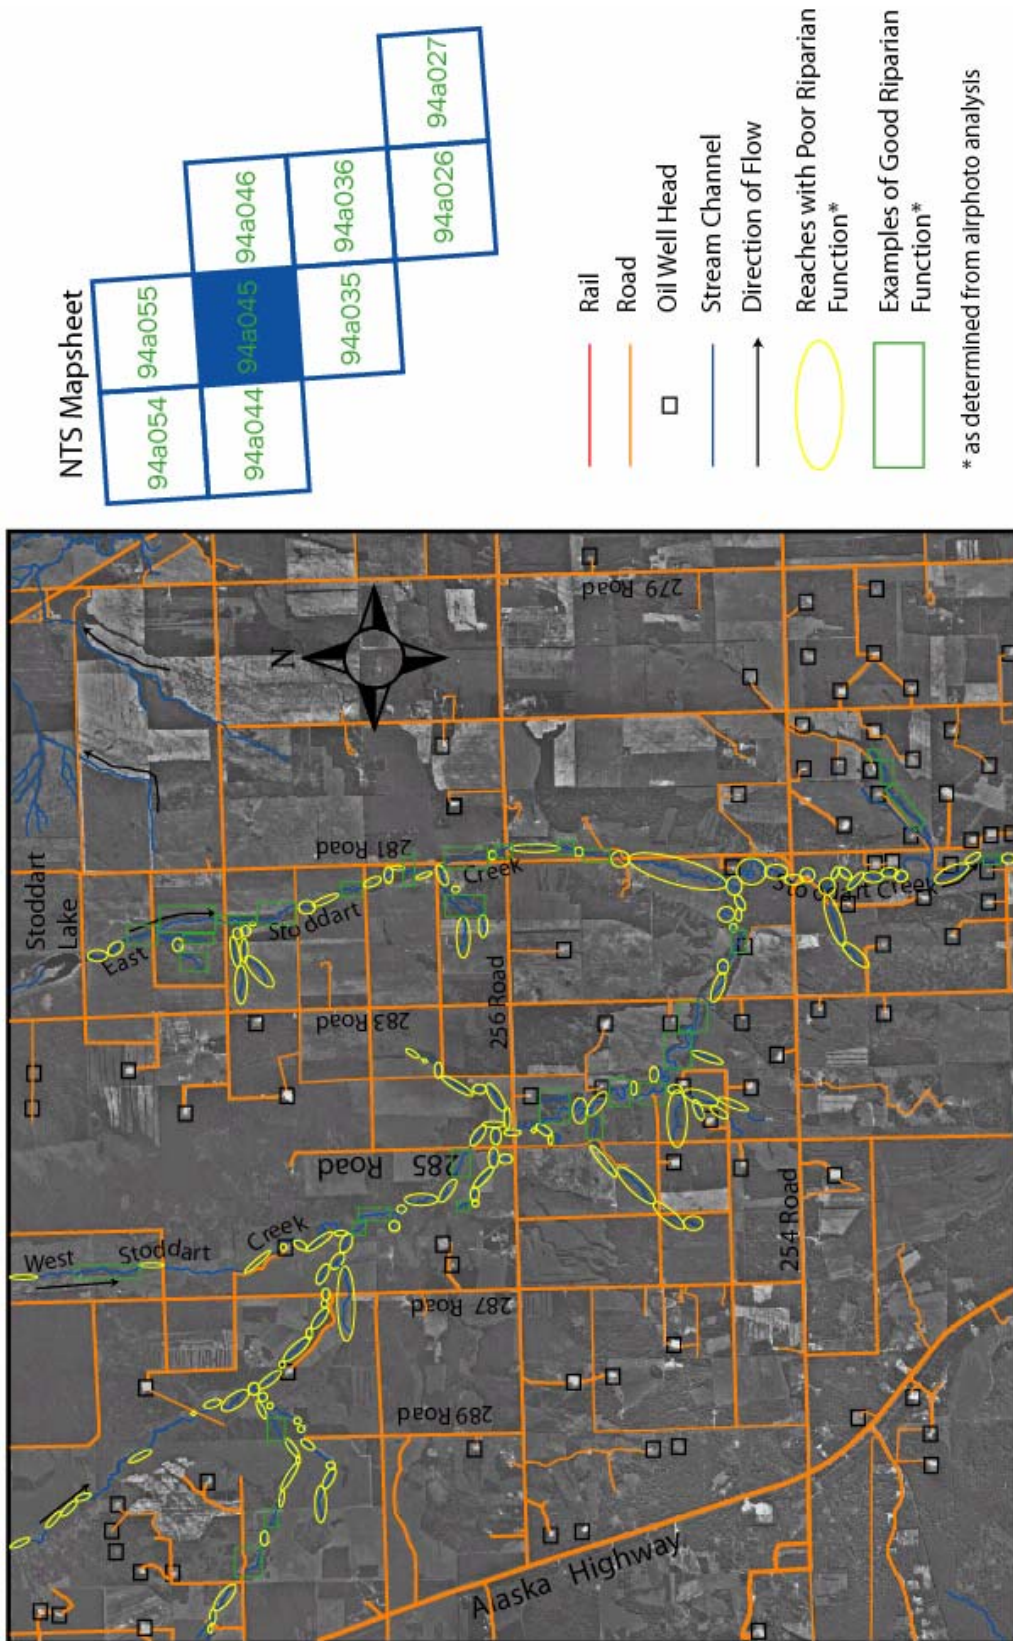 NTS Mapsheet
94a054
94a055
94a044
94a045
94a046
94a035
94a036
94a026
94a027
Rail
Road
Oil Well Head
Stream Channel
Direction of Flow
Reaches with Poor Riparian
Function*
Examples of Good Riparian
Function*
* as determined from airphoto analysis
Stoddart
Lake
N
East
Stoddart
Creek
281 Road
279 Road
283 Road
256 Road
285
Road
West
Stoddart
Creek
287 Road
289 Road
254 Road
Stoddart Creek
Alaska Highway